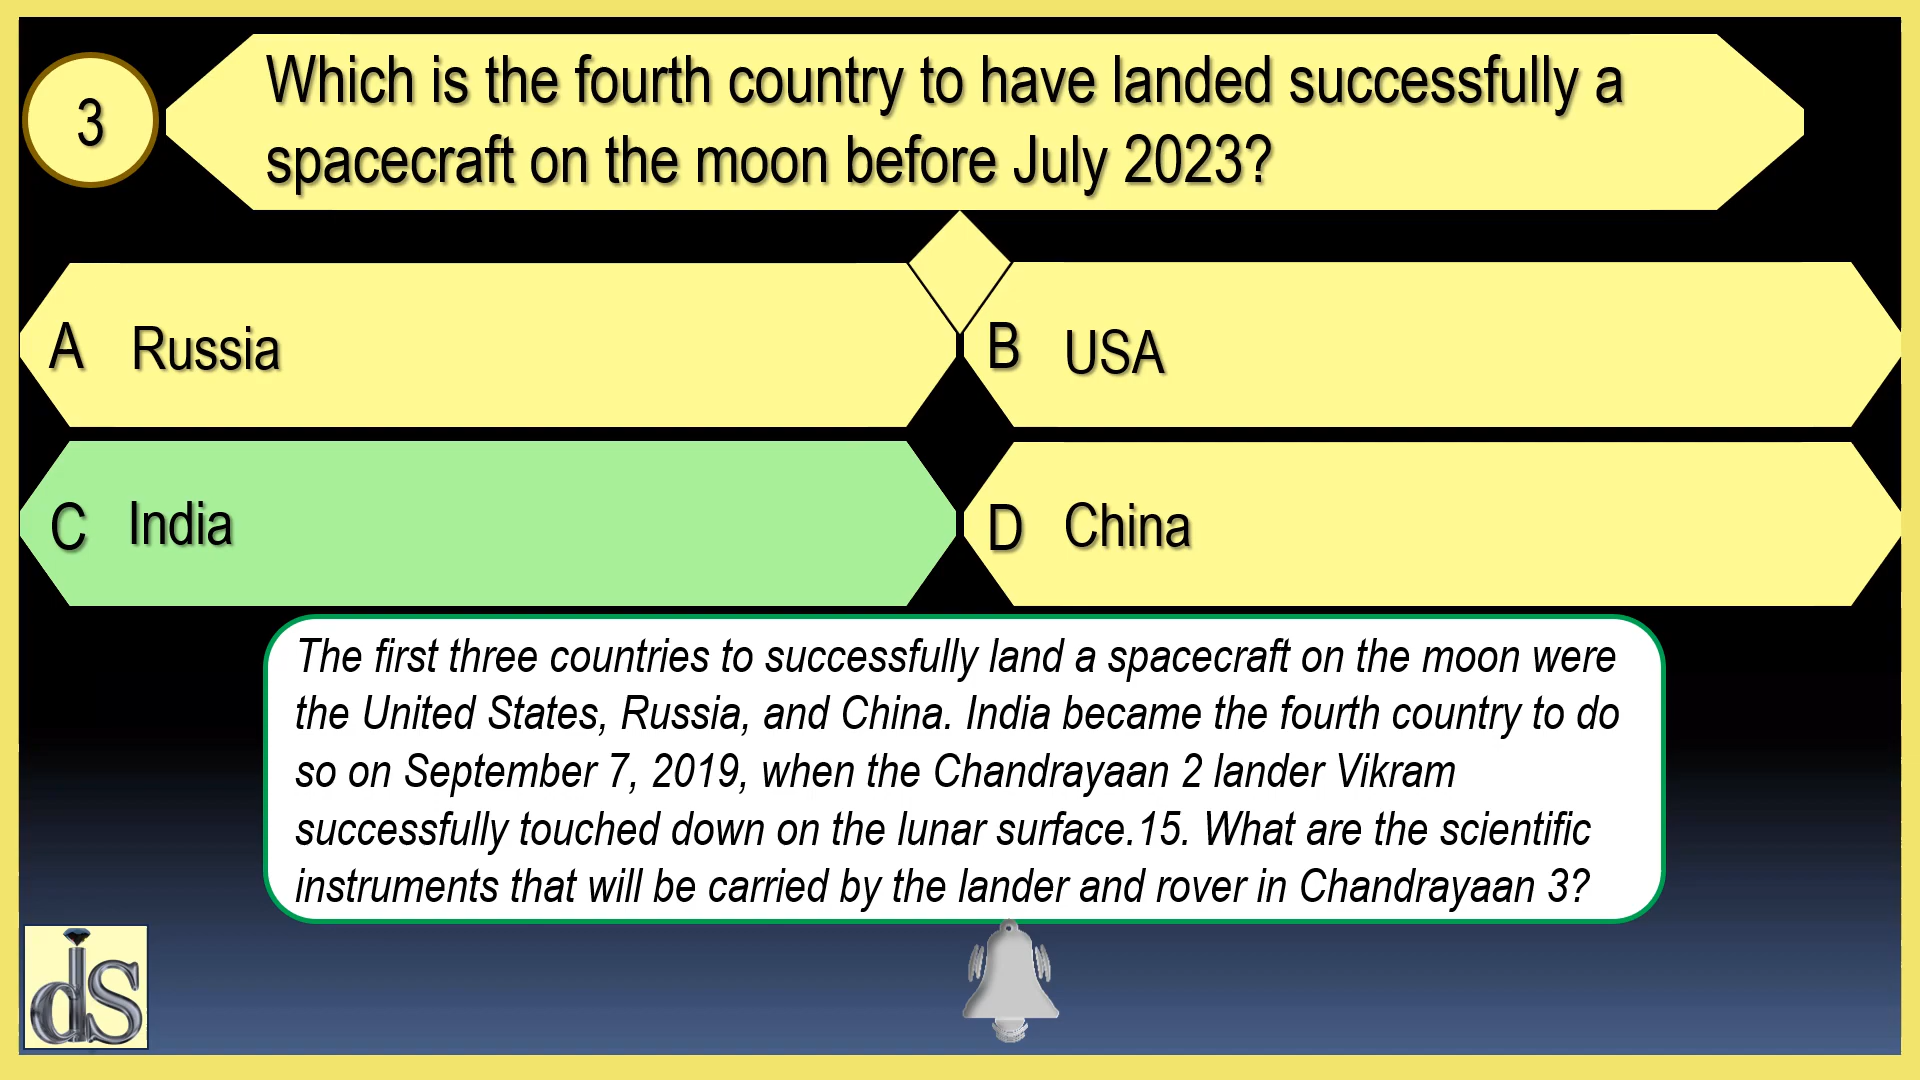 3
Which is the fourth country to have landed successfully a
spacecraft on the moon before July 2023?
A Russia
B USA
C India
D China
The first three countries to successfully land a spacecraft on the moon were
the United States, Russia, and China. India became the fourth country to do
so on September 7, 2019, when the Chandrayaan 2 lander Vikram
successfully touched down on the lunar surface.15. What are the scientific
instruments that will be carried by the lander and rover in Chandrayaan 3?
ds